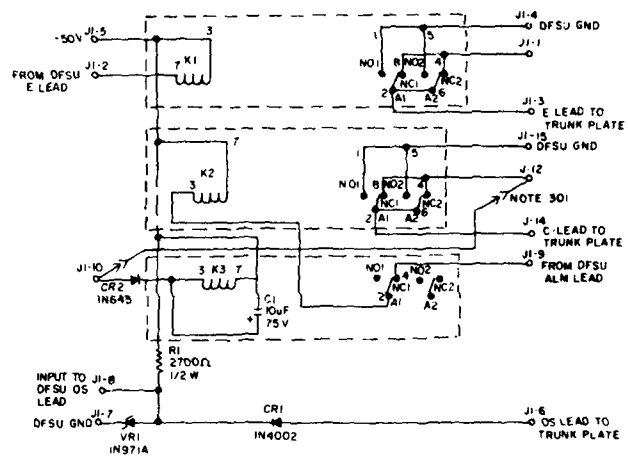 -50V J1-5
3
K1
7
J1-2
FROM DFSU
E LEAD
J1-4
DFSU GND
1
5
J1-1
NO1
8
NO2
4
NC1
NC2
2
A1
A2
6
J1-3
E LEAD TO
TRUNK PLATE
J1-15
DFSU GND
7
K2
3
1
5
J-12
NO1
8
NO2
4
NC1
NC2
2
A1
A2
6
NOTE 301
J-14
C-LEAD TO
TRUNK PLATE
J1-9
FROM DFSU
ALM LEAD
J1-10
CR2
1N645
3 K3 7
C1
10uF
75V
+
NO1
4
NO2
NC1
NC2
2
A1
A2
R1
2700Ω
1/2 W
INPUT TO
DFSU OS
LEAD
J1-8
J1-7
DFSU GND
VR1
1N971A
CR1
1N4002
J1-6
OS LEAD TO
TRUNK PLATE